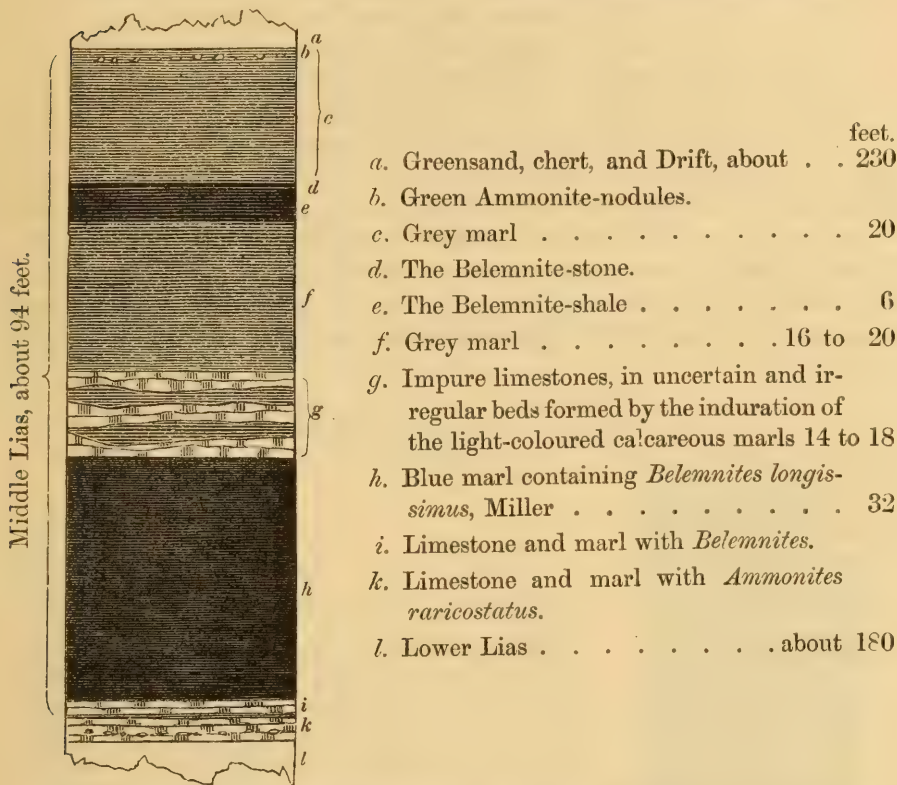 Middle Lias, about 94 feet.
a
b
c
d
e
f
g
h
i
k
l
feet.
a. Greensand, chert, and Drift, about . . 230
b. Green Ammonite-nodules.
c. Grey marl . . . . . . . . . . 20
d. The Belemnite-stone.
e. The Belemnite-shale . . . . . . . 6
f. Grey marl . . . . . . . . 16 to 20
g. Impure limestones, in uncertain and ir-
regular beds formed by the induration of
the light-coloured calcareous marls 14 to 18
h. Blue marl containing Belemnites longis-
simus, Miller . . . . . . . . . 32
i. Limestone and marl with Belemnites.
k. Limestone and marl with Ammonites
raricostatus.
l. Lower Lias . . . . . . . . about 180